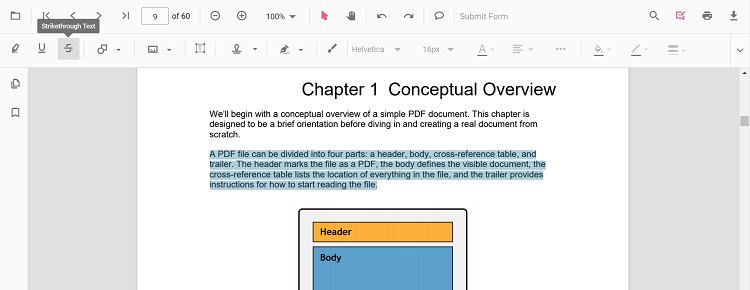 9 of 60 100% Submit Form
Strikethrough Text
Helvetica 16px
Chapter 1 Conceptual Overview
We'll begin with a conceptual overview of a simple PDF document. This chapter is
designed to be a brief orientation before diving in and creating a real document from
scratch.
A PDF file can be divided into four parts: a header, body, cross-reference table, and
trailer. The header marks the file as a PDF, the body defines the visible document, the
cross-reference table lists the location of everything in the file, and the trailer provides
instructions for how to start reading the file.
Header
Body